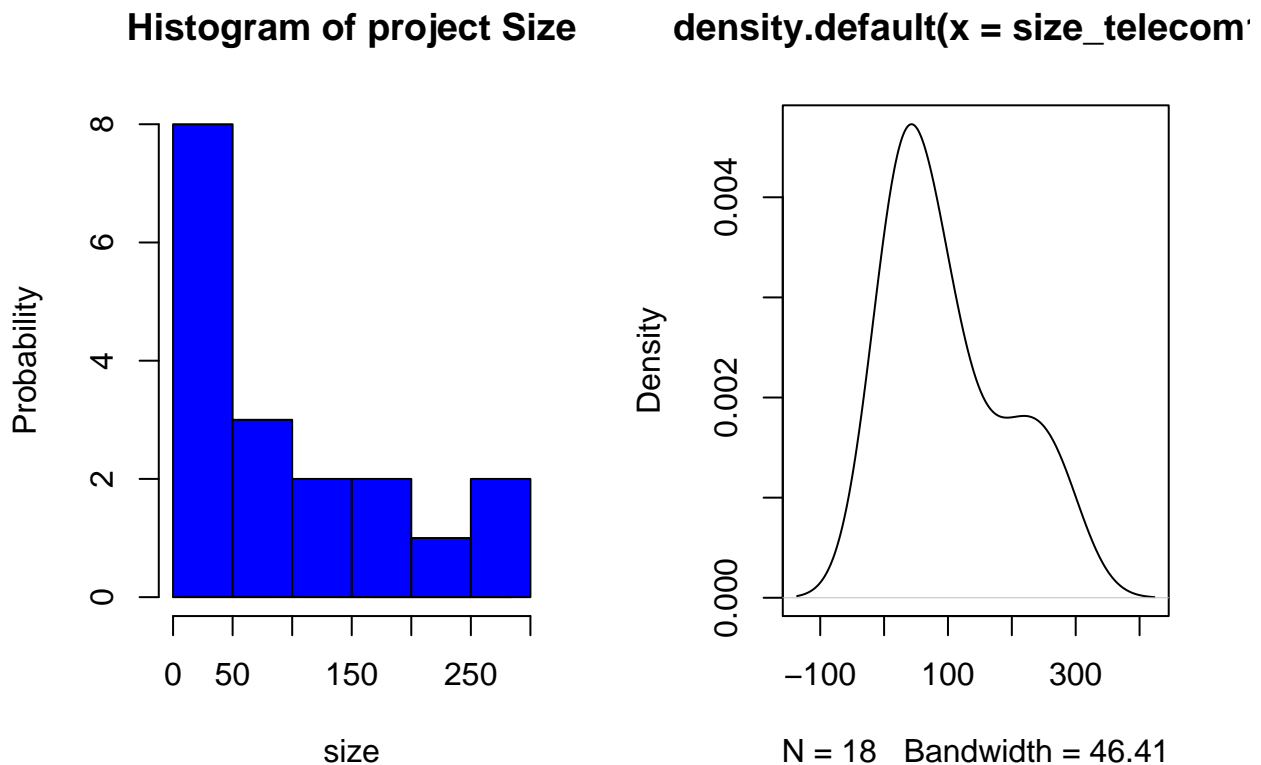 Histogram of project Size
Probability
0 2 4 6 8
0 50 150 250
size
density.default(x = size_telecom1
Density
0.000 0.002 0.004
−100 100 300
N = 18 Bandwidth = 46.41